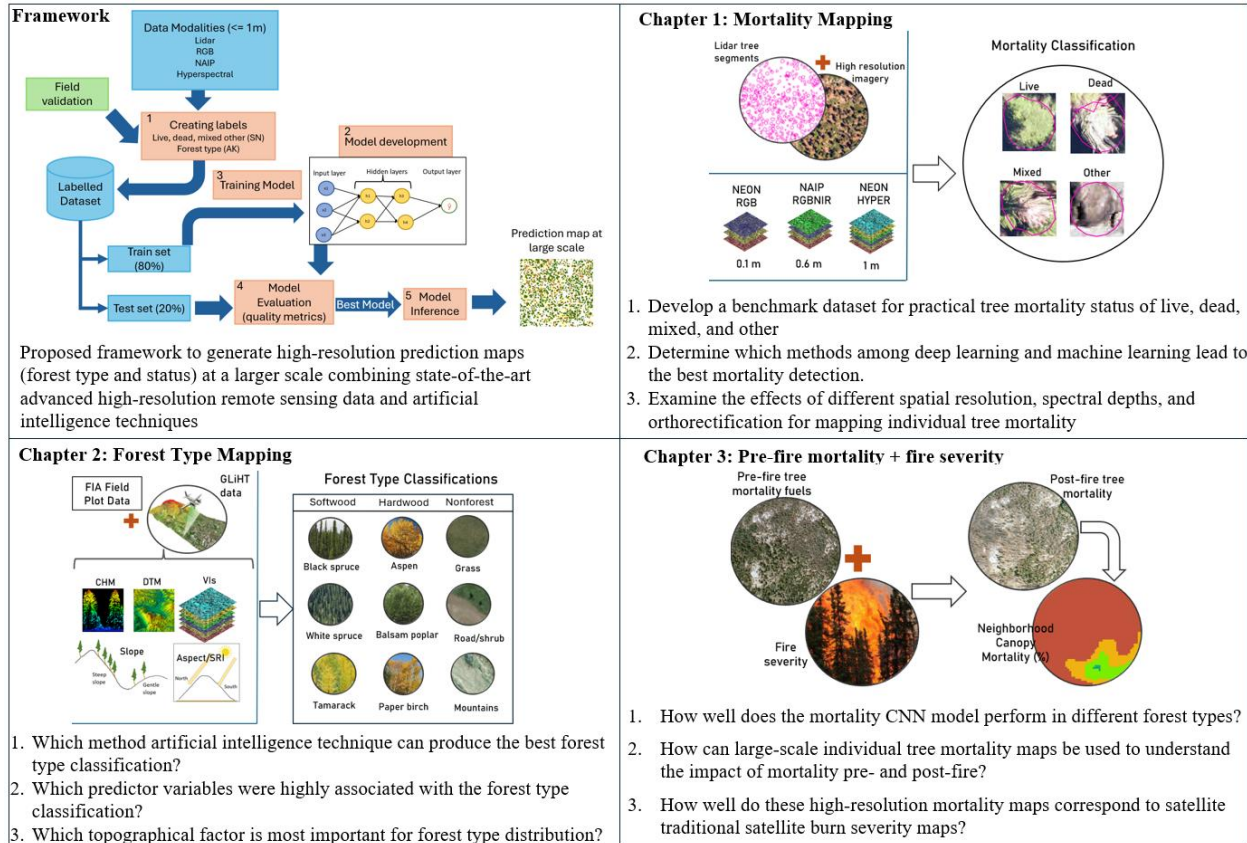 Framework
Data Modalities (<= 1m)
Lidar
RGB
NAIP
Hyperspectral
Field
validation
1
Creating labels
Live, dead, mixed other (SN)
Forest type (AK)
2
Model development
Input layer
Hidden layers
Output layer
Labelled
Dataset
3
Training Model
Train set
(80%)
Test set (20%)
4
Model
Evaluation
(quality metrics)
Best Model
5
Model
Inference
Prediction map at
large scale
Proposed framework to generate high-resolution prediction maps
(forest type and status) at a larger scale combining state-of-the-art
advanced high-resolution remote sensing data and artificial
intelligence techniques
Chapter 1: Mortality Mapping
Lidar tree
segments
High resolution
imagery
NEON
RGB
NAIP
RGBNIR
NEON
HYPER
0.1 m
0.6 m
1 m
Mortality Classification
Live
Dead
Mixed
Other
1. Develop a benchmark dataset for practical tree mortality status of live, dead,
mixed, and other
2. Determine which methods among deep learning and machine learning lead to
the best mortality detection.
3. Examine the effects of different spatial resolution, spectral depths, and
orthorectification for mapping individual tree mortality
Chapter 2: Forest Type Mapping
FIA Field
Plot Data
GLiHT
data
CHM
DTM
VIs
Slope
Steep
slope
Gentle
slope
Aspect/SRI
North
South
Forest Type Classifications
Softwood
Hardwood
Nonforest
Black spruce
Aspen
Grass
White spruce
Balsam poplar
Road/shrub
Tamarack
Paper birch
Mountains
1. Which method artificial intelligence technique can produce the best forest
type classification?
2. Which predictor variables were highly associated with the forest type
classification?
3. Which topographical factor is most important for forest type distribution?
Chapter 3: Pre-fire mortality + fire severity
Pre-fire tree
mortality fuels
Fire
severity
Post-fire tree
mortality
Neighborhood
Canopy
Mortality (%)
1. How well does the mortality CNN model perform in different forest types?
2. How can large-scale individual tree mortality maps be used to understand
the impact of mortality pre- and post-fire?
3. How well do these high-resolution mortality maps correspond to satellite
traditional satellite burn severity maps?